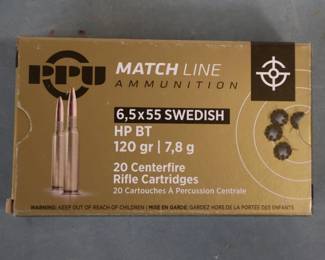 PPU
MATCH LINE
AMMUNITION
6,5x55 SWEDISH
HP BT
120 gr | 7,8 g
20 Centerfire
Rifle Cartridges
20 Cartouches À Percussion Centrale
WARNING: KEEP OUT OF REACH OF CHILDREN | MISE EN GARDE: GARDEZ HORS DE LA PORTÉE DES ENFANTS